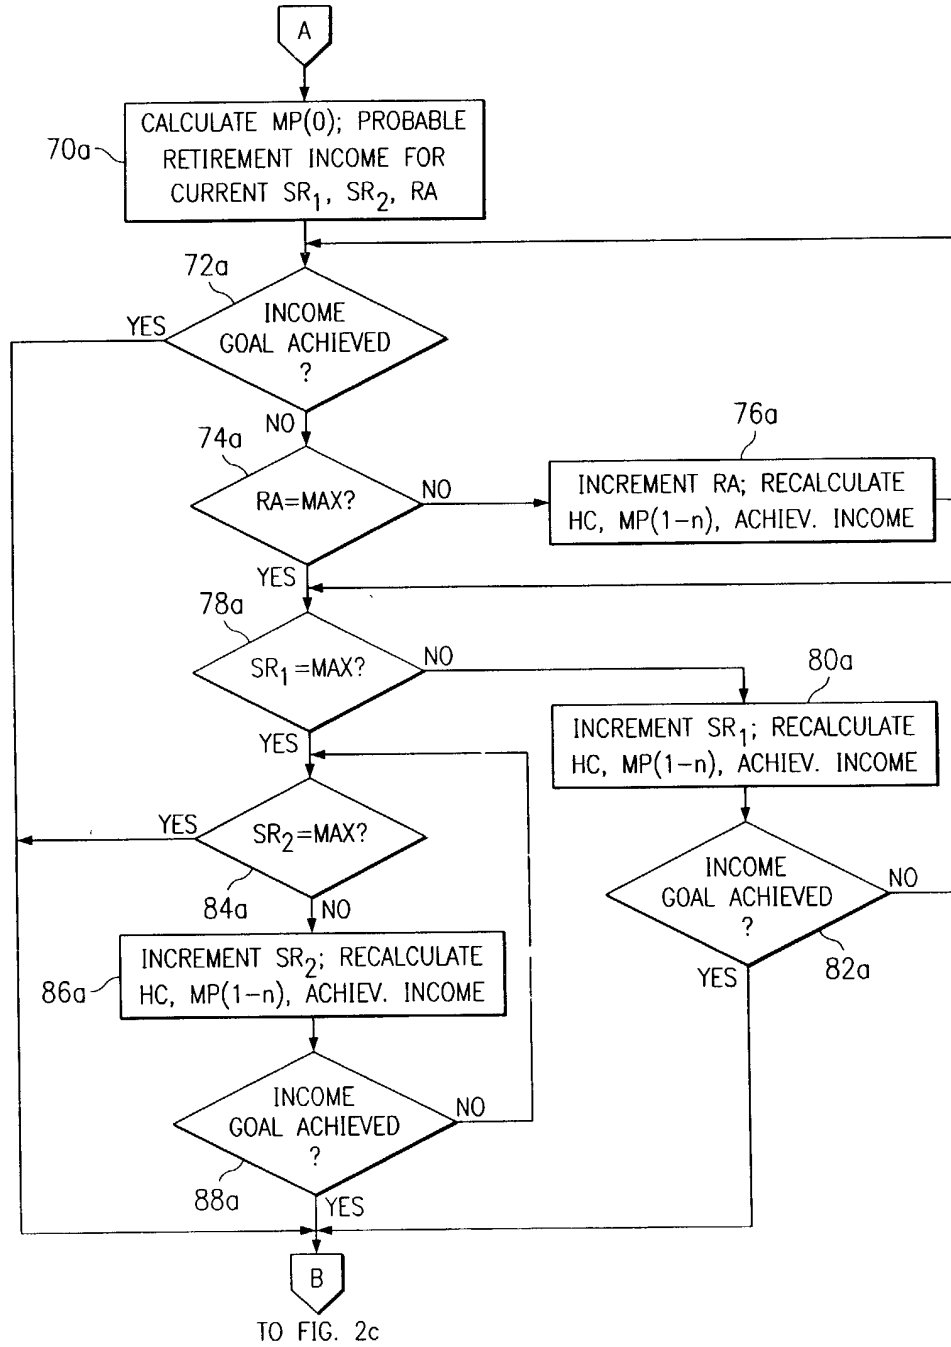 A
CALCULATE MP(0); PROBABLE
RETIREMENT INCOME FOR
CURRENT SR1, SR2, RA
70a
72a
INCOME
GOAL ACHIEVED
?
YES
NO
74a
RA=MAX?
NO
76a
INCREMENT RA; RECALCULATE
HC, MP(1-n), ACHIEV. INCOME
YES
78a
SR1=MAX?
NO
80a
INCREMENT SR1; RECALCULATE
HC, MP(1-n), ACHIEV. INCOME
YES
SR2=MAX?
YES
84a
NO
INCOME
GOAL ACHIEVED
?
NO
82a
YES
INCREMENT SR2; RECALCULATE
HC, MP(1-n), ACHIEV. INCOME
86a
INCOME
GOAL ACHIEVED
?
NO
88a
YES
B
TO FIG. 2c